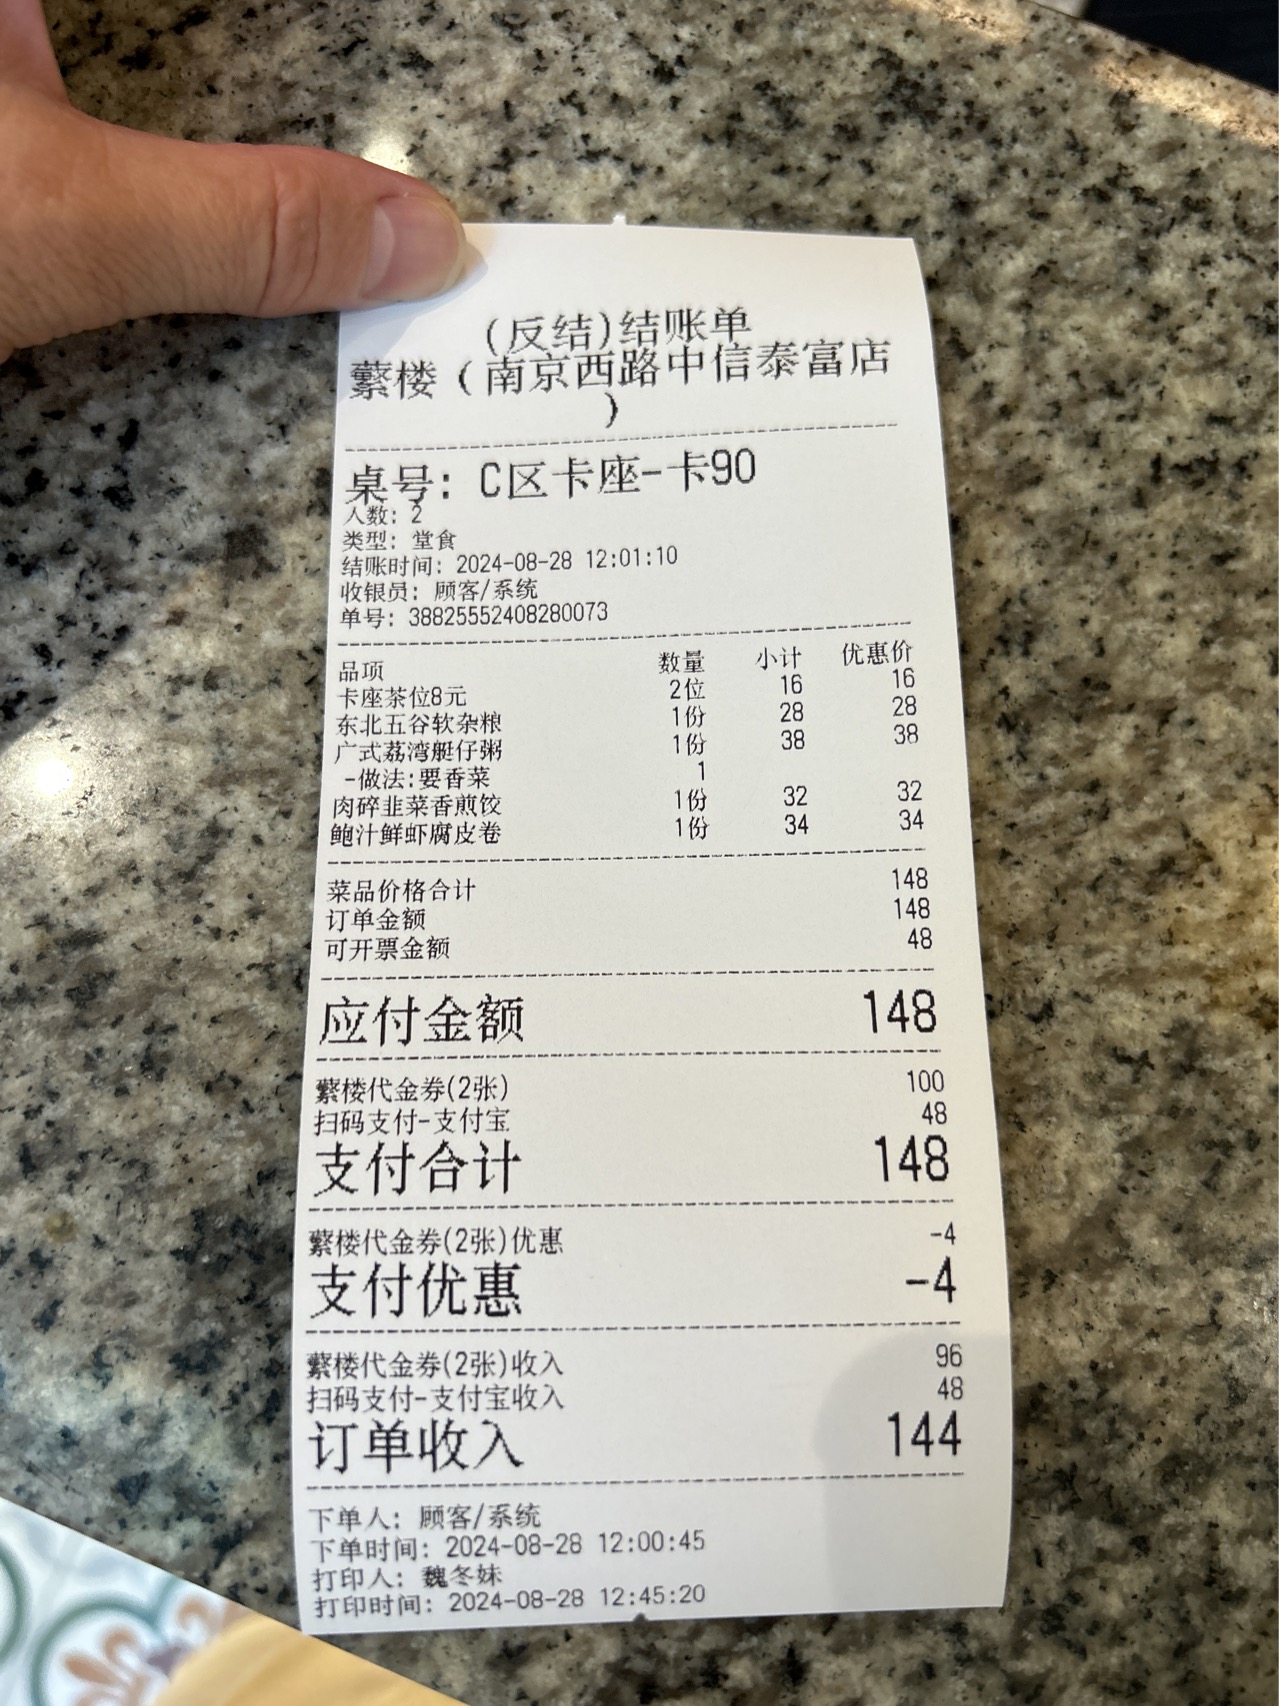 (反结)结账单
蘩楼（南京西路中信泰富店
）
桌号: C区卡座-卡90
人数: 2
类型: 堂食
结账时间: 2024-08-28 12:01:10
收银员: 顾客/系统
单号: 38825552408280073
品项 数量 小计 优惠价
卡座茶位8元 2位 16 16
东北五谷软杂粮 1份 28 28
广式荔湾艇仔粥 1份 38 38
-做法:要香菜 1
肉碎韭菜香煎饺 1份 32 32
鲍汁鲜虾腐皮卷 1份 34 34
菜品价格合计 148
订单金额 148
可开票金额 48
应付金额 148
蘩楼代金券(2张) 100
扫码支付-支付宝 48
支付合计 148
蘩楼代金券(2张)优惠 -4
支付优惠 -4
蘩楼代金券(2张)收入 96
扫码支付-支付宝收入 48
订单收入 144
下单人: 顾客/系统
下单时间: 2024-08-28 12:00:45
打印人: 魏冬妹
打印时间: 2024-08-28 12:45:20